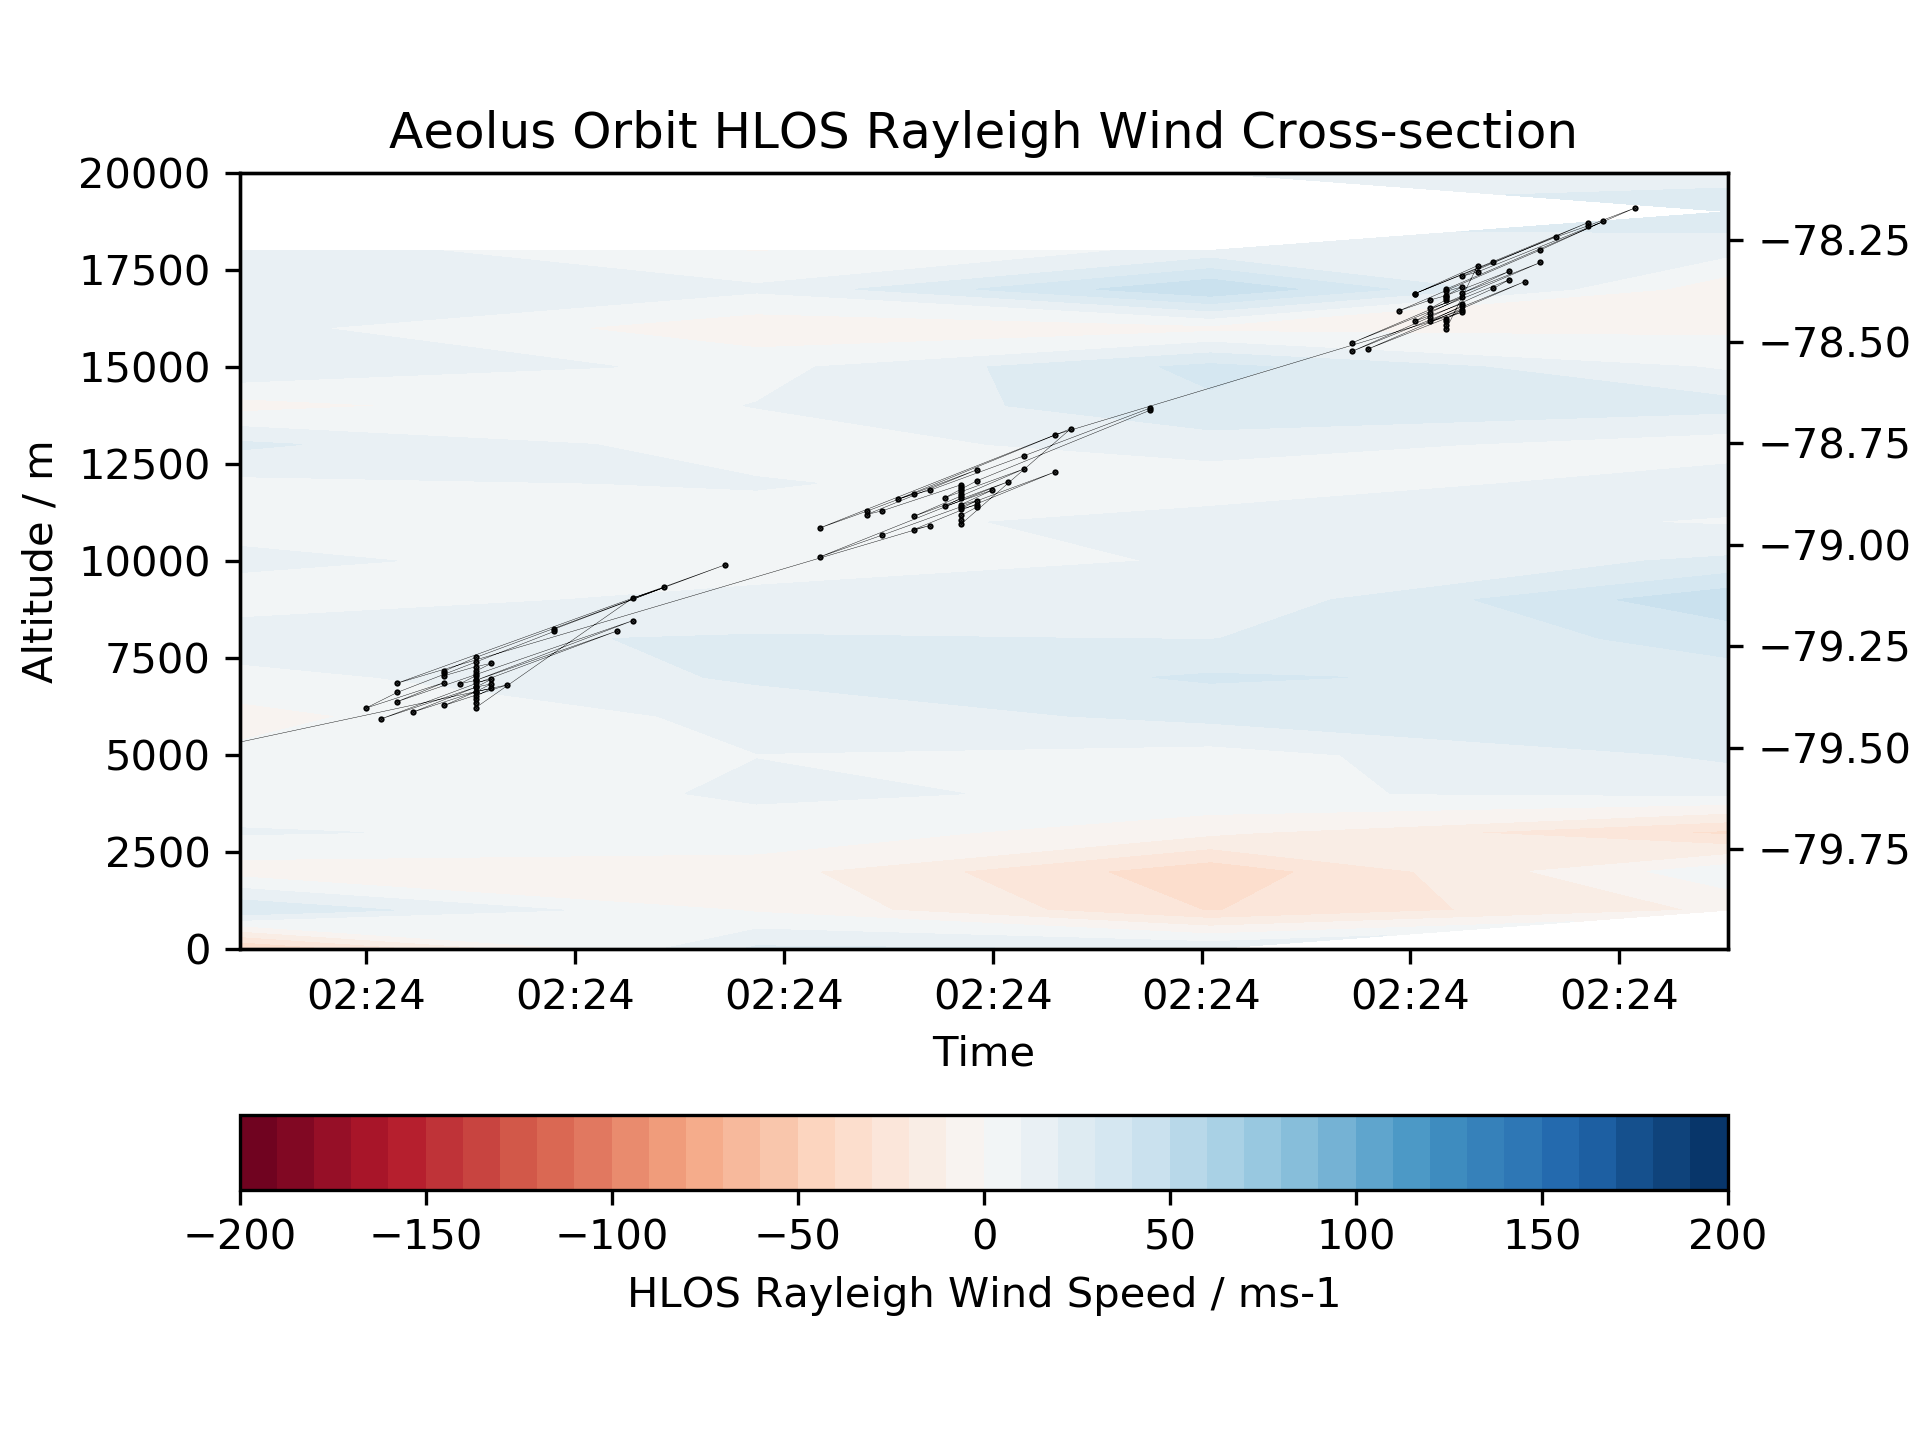 Aeolus Orbit HLOS Rayleigh Wind Cross-section
20000
17500
15000
12500
10000
7500
5000
2500
0
Altitude / m
−78.25
−78.50
−78.75
−79.00
−79.25
−79.50
−79.75
02:24 02:24 02:24 02:24 02:24 02:24 02:24
Time
−200 −150 −100 −50 0 50 100 150 200
HLOS Rayleigh Wind Speed / ms-1